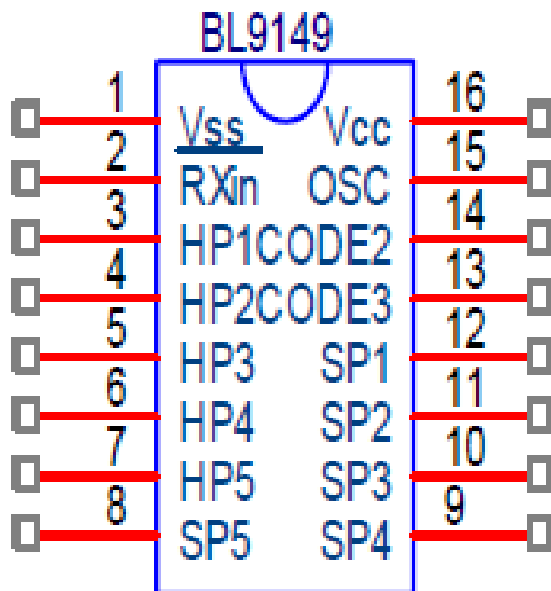 BL9149
1 Vss Vcc 16
2 RXin OSC 15
3 HP1 CODE2 14
4 HP2 CODE3 13
5 HP3 SP1 12
6 HP4 SP2 11
7 HP5 SP3 10
8 SP5 SP4 9